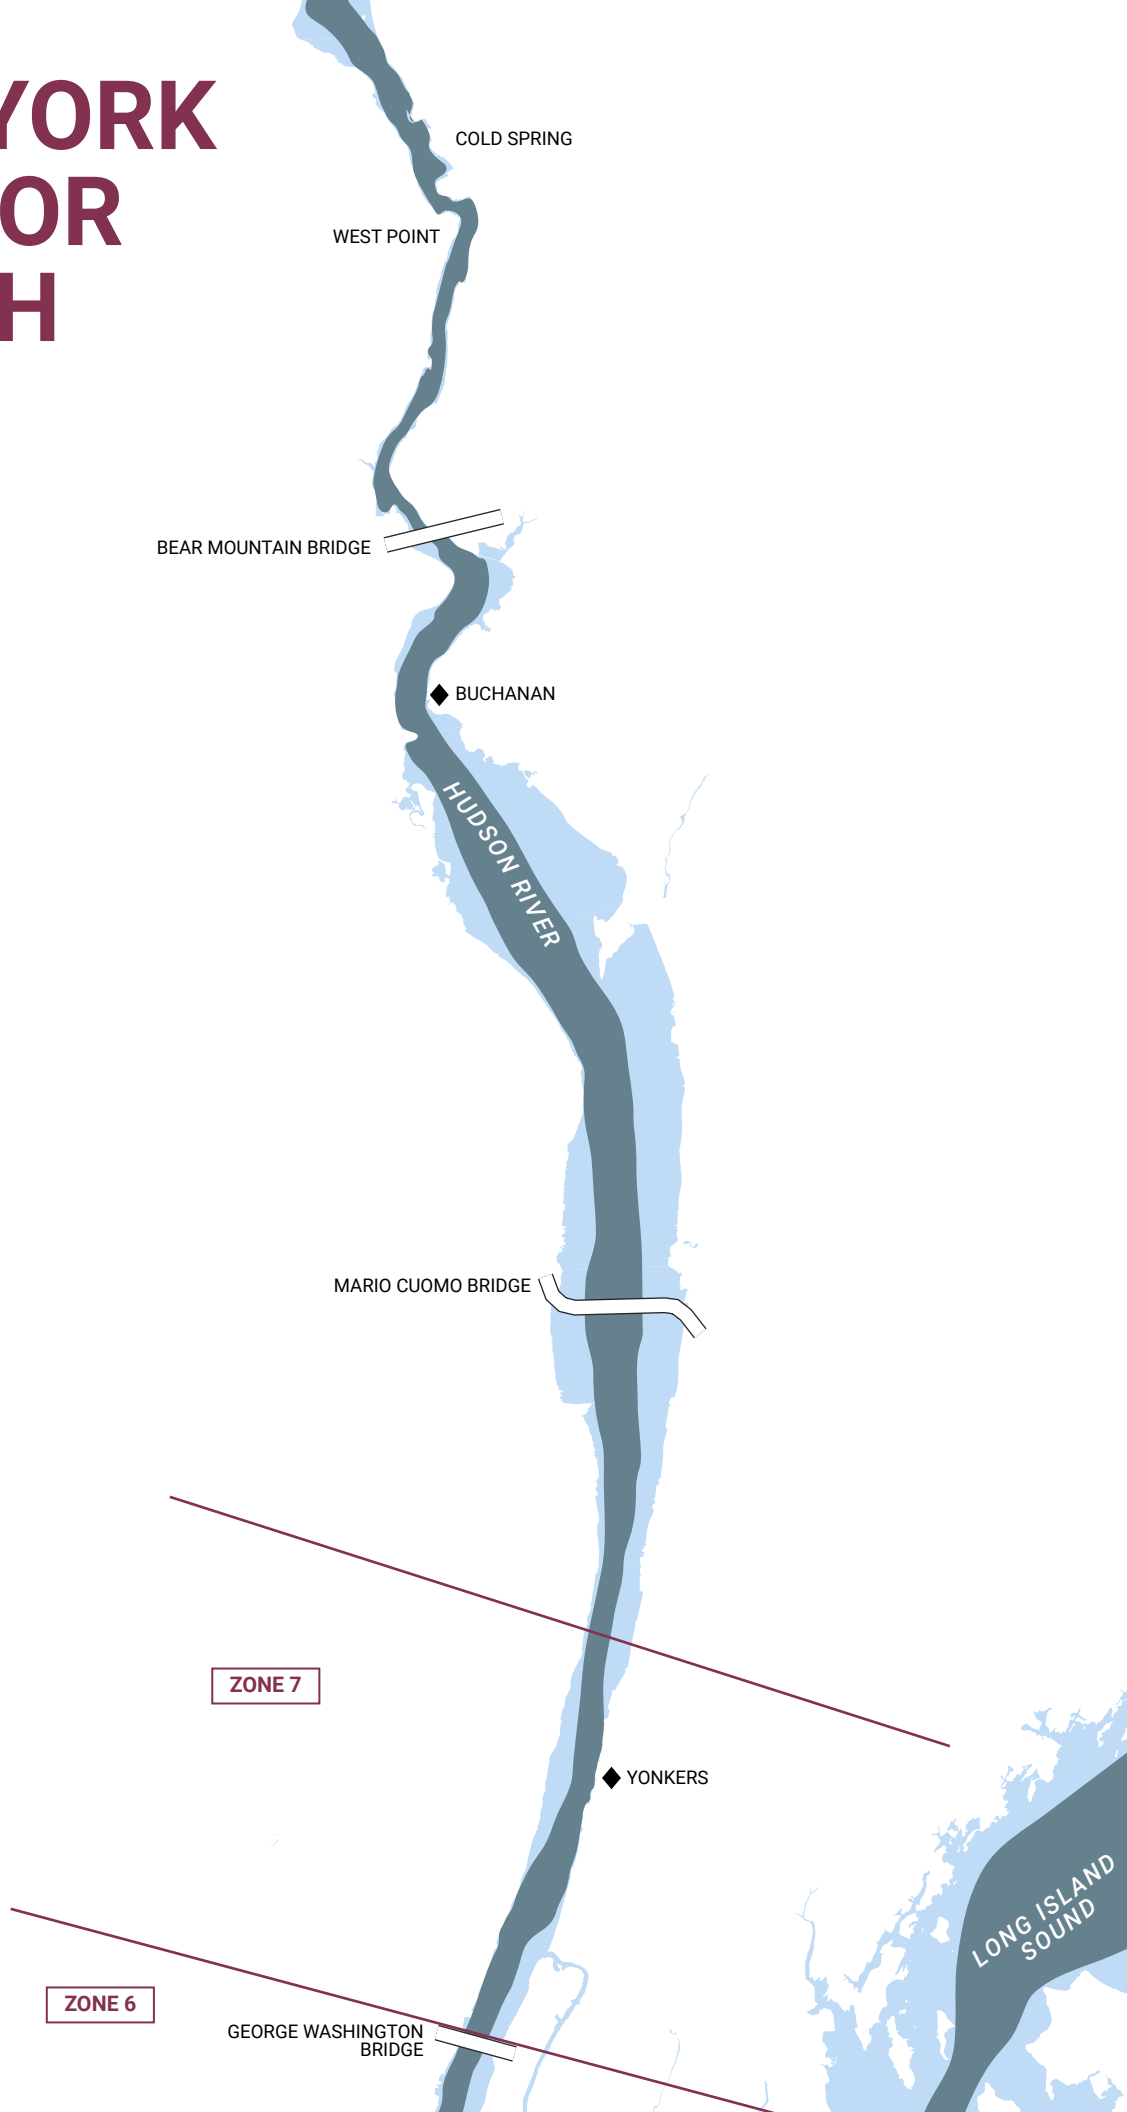 YORK
OR
H
COLD SPRING
WEST POINT
BEAR MOUNTAIN BRIDGE
BUCHANAN
HUDSON RIVER
MARIO CUOMO BRIDGE
ZONE 7
YONKERS
LONG ISLAND
SOUND
ZONE 6
GEORGE WASHINGTON
BRIDGE